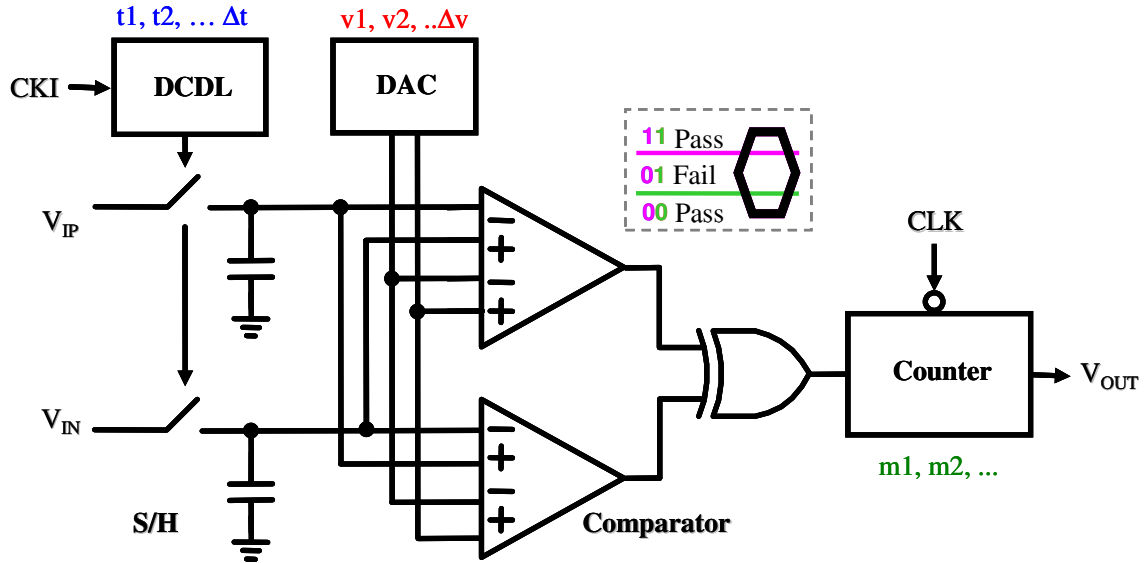 t1, t2, … Δt
v1, v2, ..Δv
CKI
DCDL
DAC
11 Pass
01 Fail
00 Pass
V_IP
−
+
−
+
CLK
Counter
V_OUT
m1, m2, ...
V_IN
−
+
−
+
S/H
Comparator